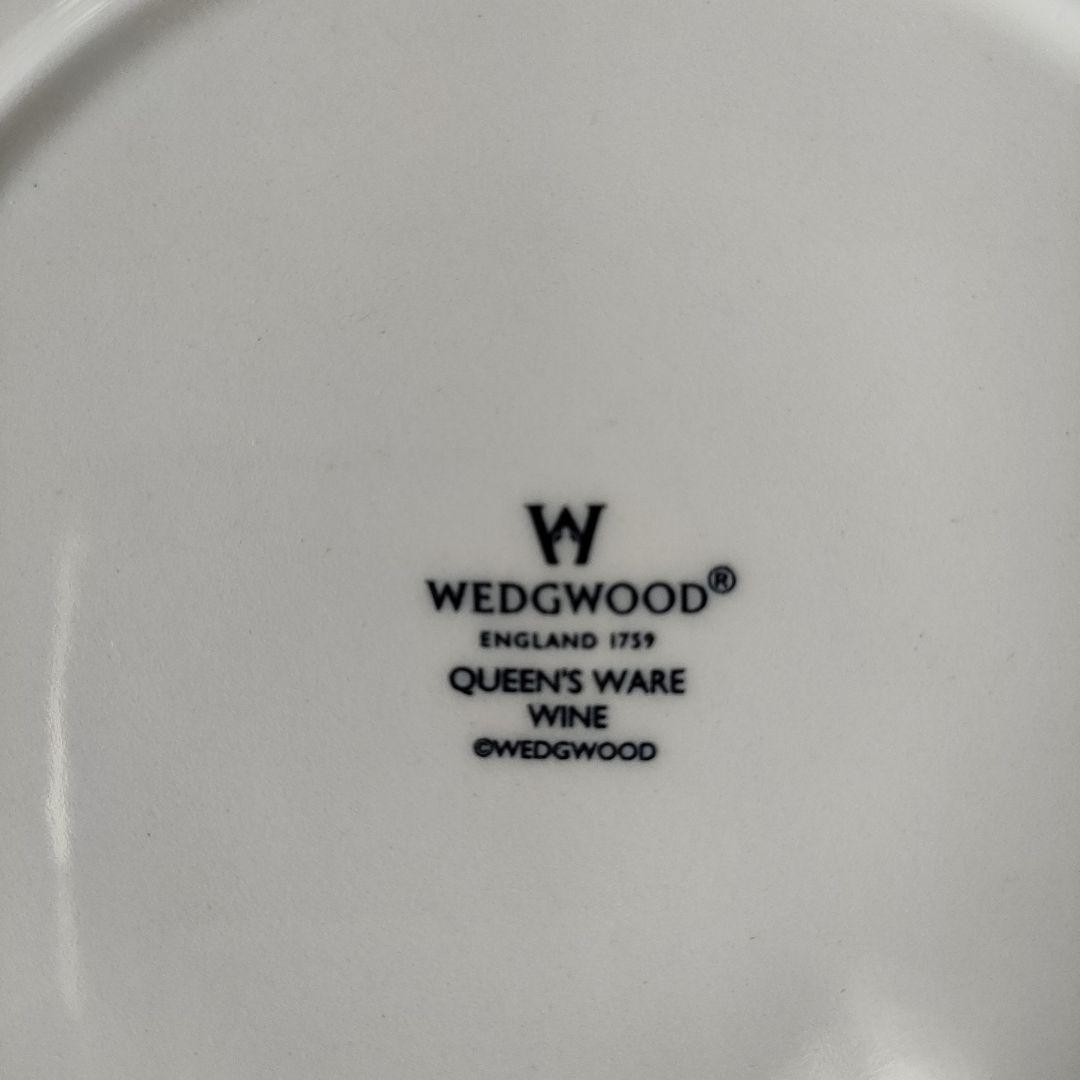 W
WEDGWOOD®
ENGLAND 1759
QUEEN'S WARE
WINE
©WEDGWOOD